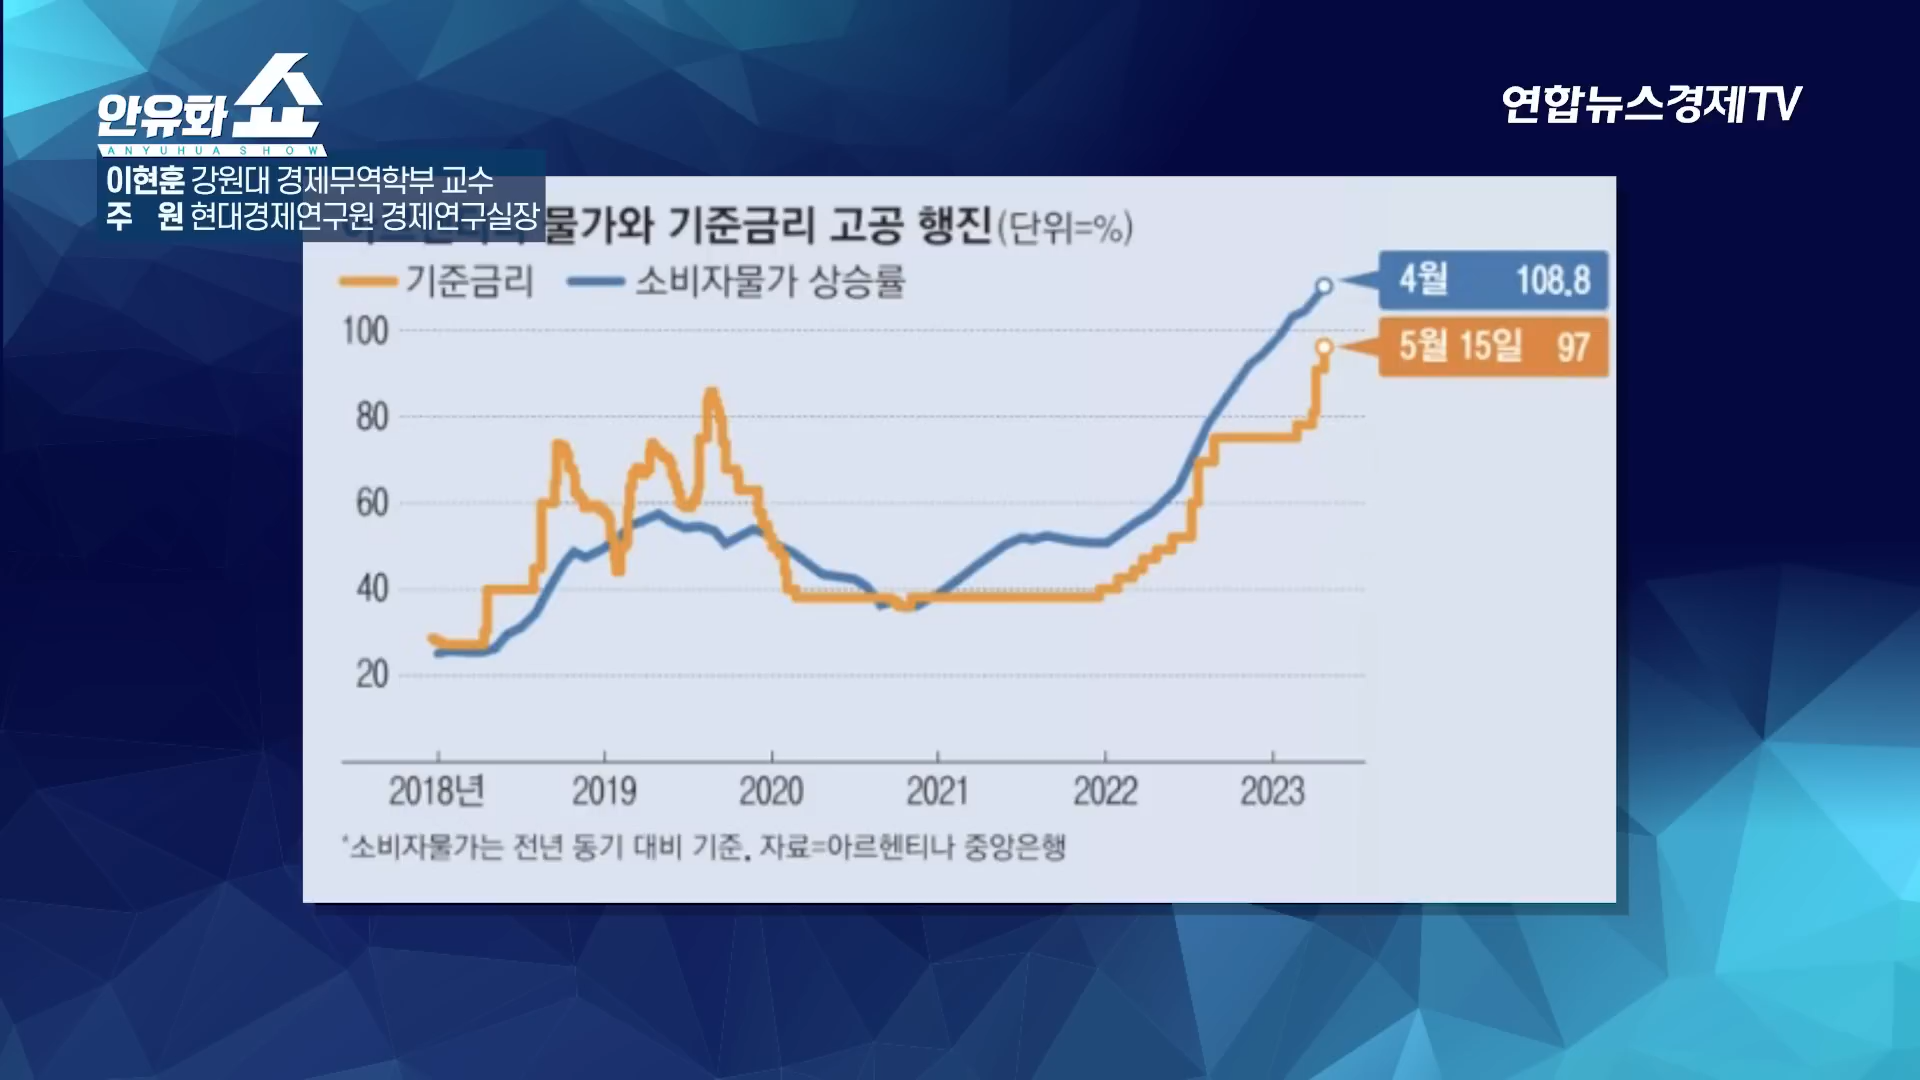 안유화쇼
ANYUHUA SHOW
연합뉴스경제TV
이현훈 강원대 경제무역학부 교수
주 원 현대경제연구원 경제연구실장
물가와 기준금리 고공 행진(단위=%)
기준금리 소비자물가 상승률
4월 108.8
5월 15일 97
100
80
60
40
20
2018년 2019 2020 2021 2022 2023
*소비자물가는 전년 동기 대비 기준, 자료=아르헨티나 중앙은행